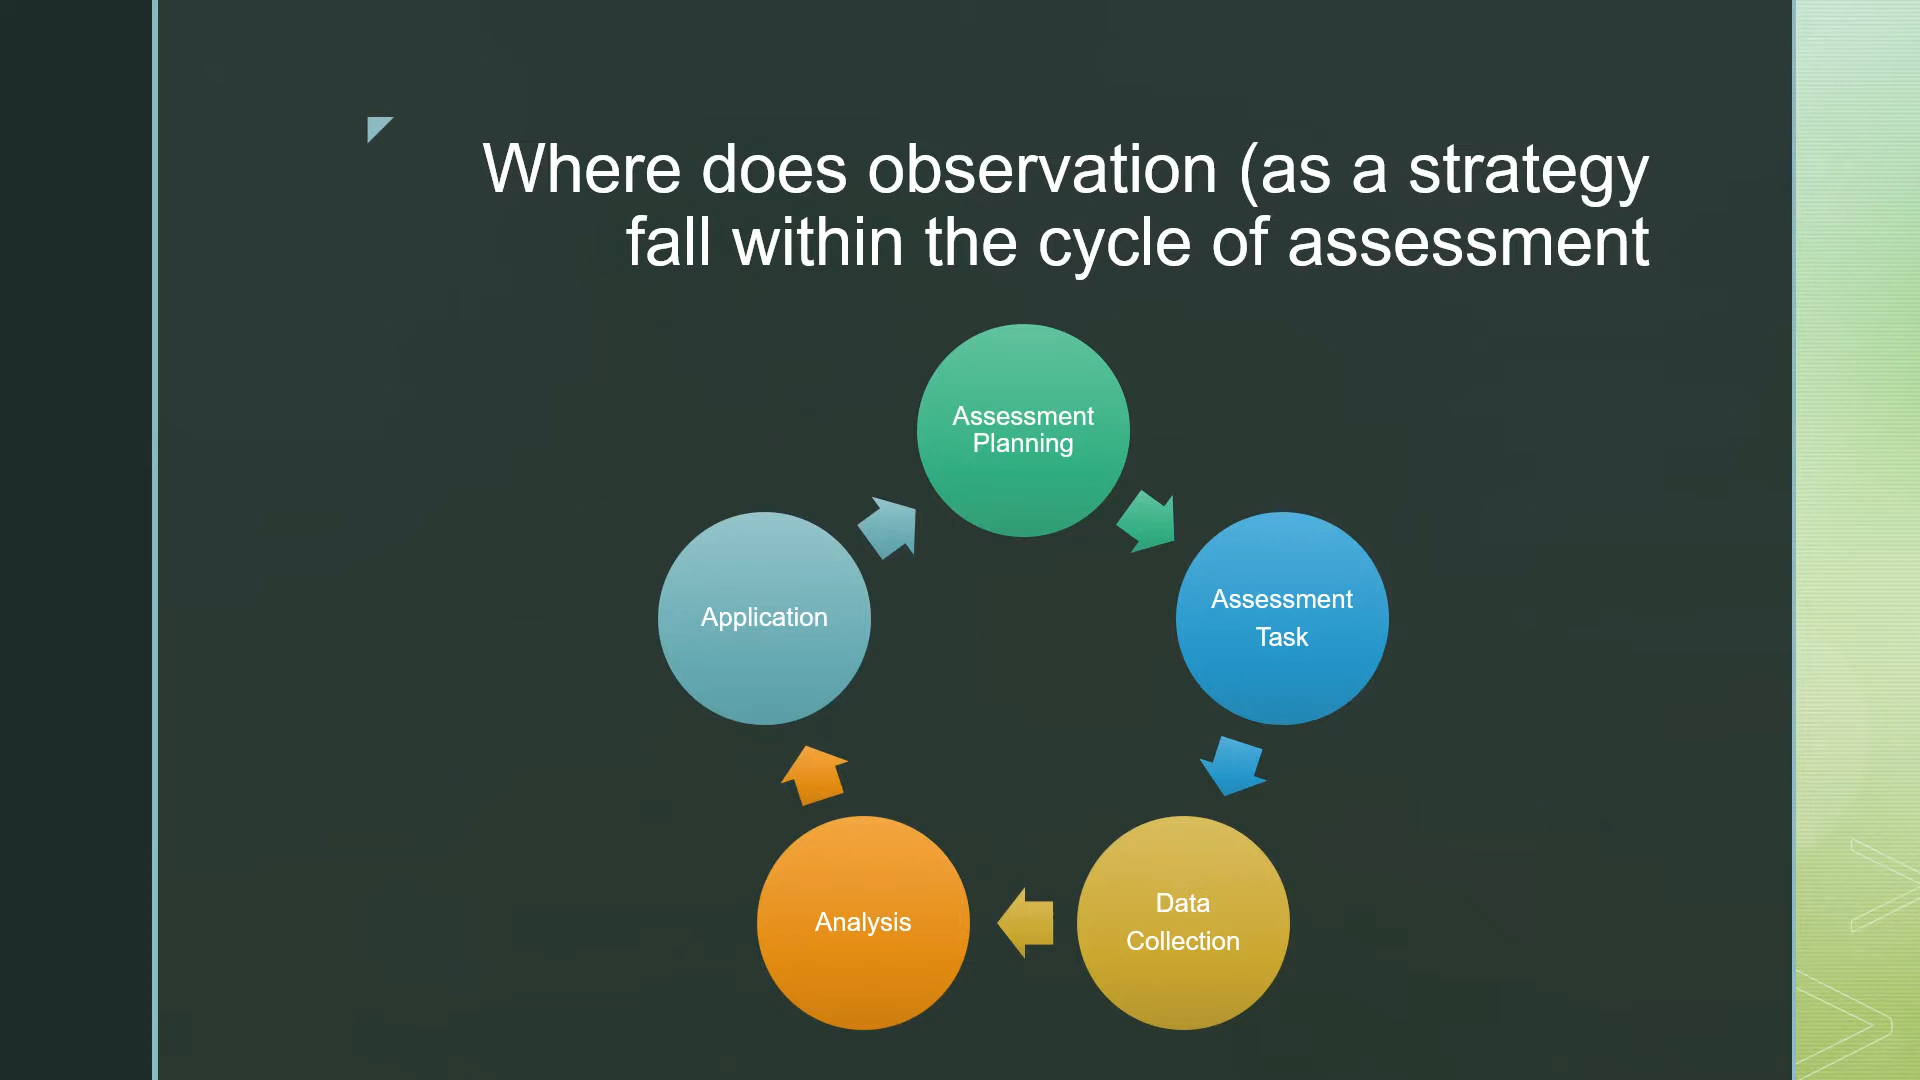 Where does observation (as a strategy
fall within the cycle of assessment
Assessment
Planning
Assessment
Task
Data
Collection
Analysis
Application